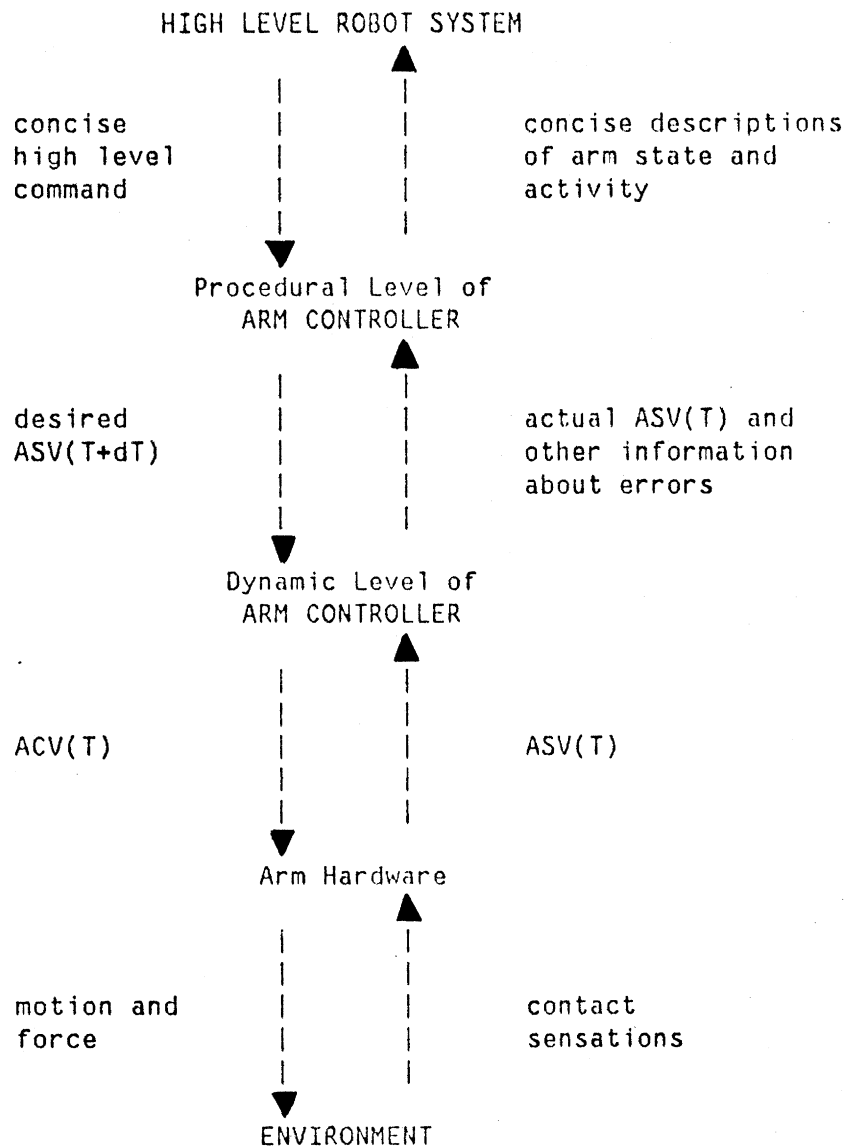 HIGH LEVEL ROBOT SYSTEM
concise
high level
command
concise descriptions
of arm state and
activity
Procedural Level of
ARM CONTROLLER
desired
ASV(T+dT)
actual ASV(T) and
other information
about errors
Dynamic Level of
ARM CONTROLLER
ACV(T)
ASV(T)
Arm Hardware
motion and
force
contact
sensations
ENVIRONMENT